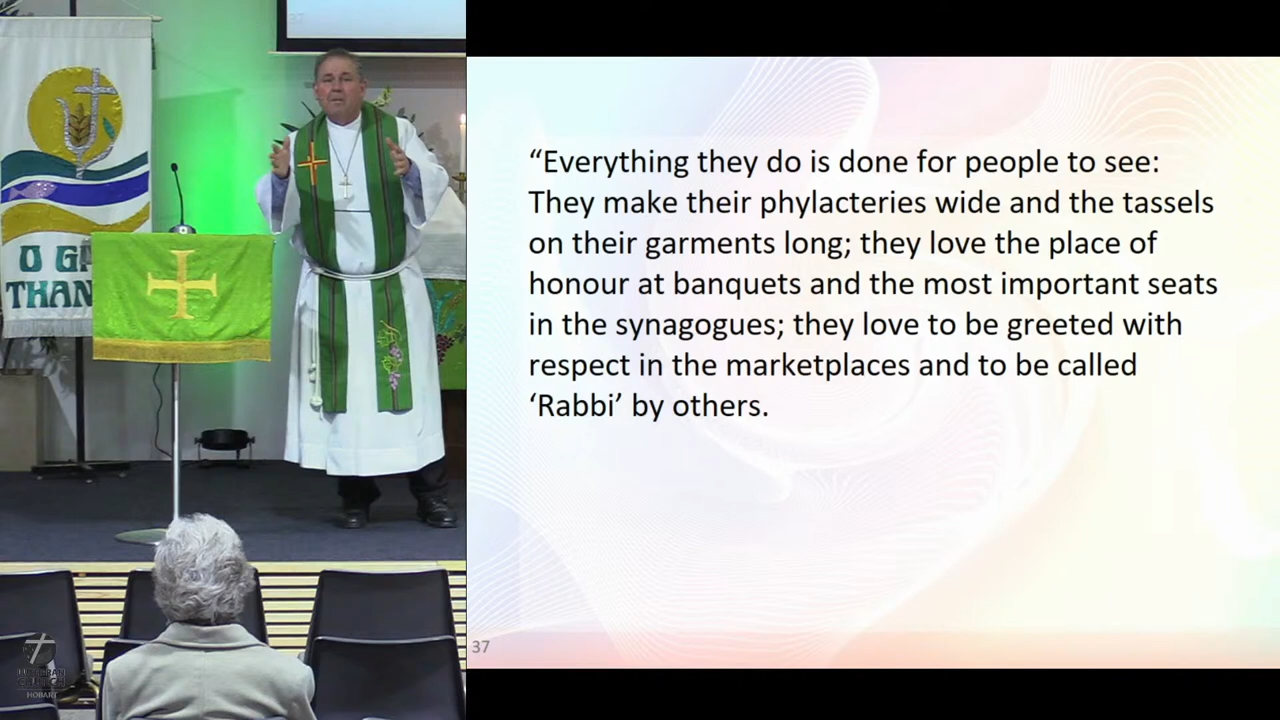 O G
THAN
“Everything they do is done for people to see:
They make their phylacteries wide and the tassels
on their garments long; they love the place of
honour at banquets and the most important seats
in the synagogues; they love to be greeted with
respect in the marketplaces and to be called
‘Rabbi’ by others.
37
LUTHERAN
CHURCH
HOBART